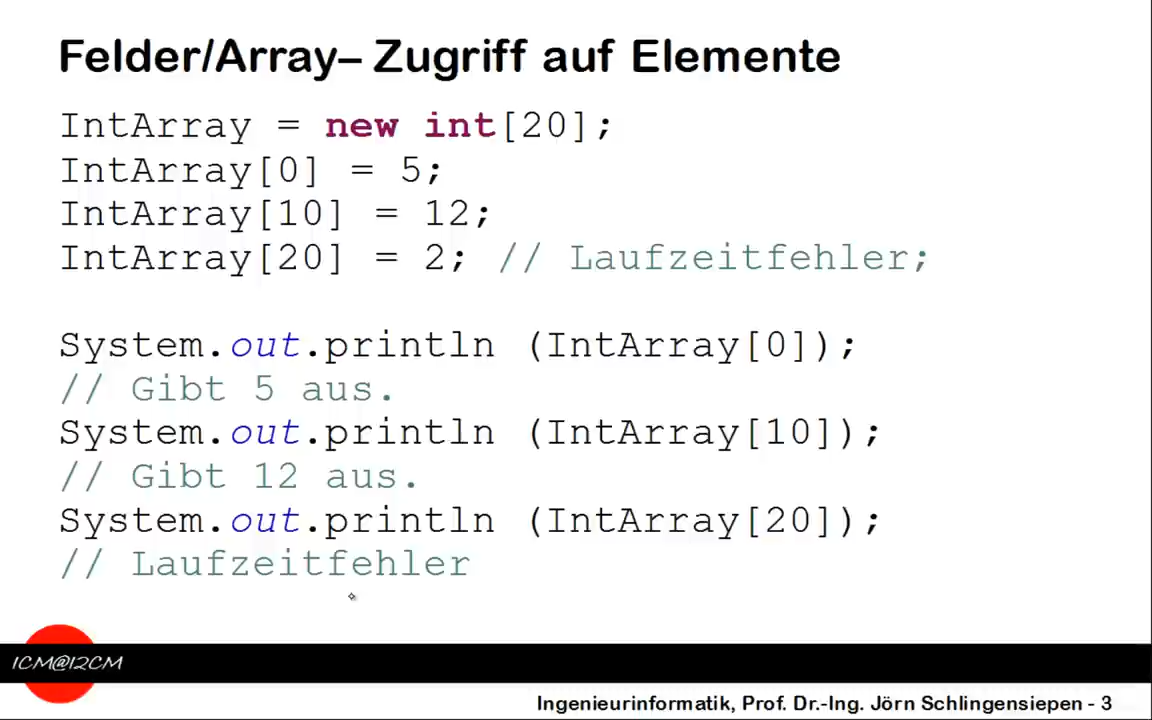 Felder/Array– Zugriff auf Elemente
IntArray = new int[20];
IntArray[0] = 5;
IntArray[10] = 12;
IntArray[20] = 2; // Laufzeitfehler;
System.out.println (IntArray[0]);
// Gibt 5 aus.
System.out.println (IntArray[10]);
// Gibt 12 aus.
System.out.println (IntArray[20]);
// Laufzeitfehler
ICM@I2CM
Ingenieurinformatik, Prof. Dr.-Ing. Jörn Schlingensiepen - 3